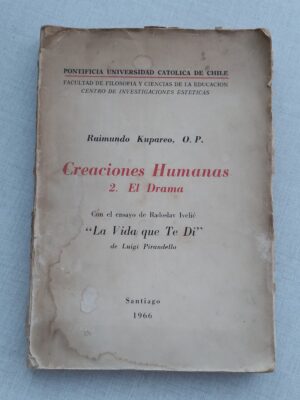 PONTIFICIA UNIVERSIDAD CATOLICA DE CHILE
FACULTAD DE FILOSOFIA Y CIENCIAS DE LA EDUCACION
CENTRO DE INVESTIGACIONES ESTETICAS
Raimundo Kupareo, O. P.
Creaciones Humanas
2. El Drama
Con el ensayo de Radoslav Ivelić
"La Vida que Te Di"
de Luigi Pirandello
Santiago
1966